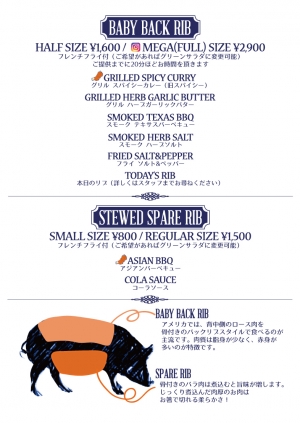 BABY BACK RIB
HALF SIZE ¥1,600 / MEGA(FULL) SIZE ¥2,900
フレンチフライ付（ご希望があればグリーンサラダに変更可能）
ご提供までに20分ほどお時間を頂きます
GRILLED SPICY CURRY
グリル スパイシーカレー（旧スパイシー）
GRILLED HERB GARLIC BUTTER
グリル ハーブガーリックバター
SMOKED TEXAS BBQ
スモーク テキサスバーベキュー
SMOKED HERB SALT
スモーク ハーブソルト
FRIED SALT&PEPPER
フライ ソルト&ペッパー
TODAY'S RIB
本日のリブ（詳しくはスタッフまでお尋ねください）
STEWED SPARE RIB
SMALL SIZE ¥800 / REGULAR SIZE ¥1,500
フレンチフライ付（ご希望があればグリーンサラダに変更可能）
ASIAN BBQ
アジアンバーベキュー
COLA SAUCE
コーラソース
BABY BACK RIB
アメリカでは、背中側のロース肉を
骨付きのバックリブスタイルで食べるのが
主流です。肉質は脂身が少なく、赤身が
多いのが特徴です。
SPARE RIB
骨付きのバラ肉は煮込むと旨味が増します。
じっくり煮込んだ肉厚のお肉は
お箸で切れる柔らかさ！